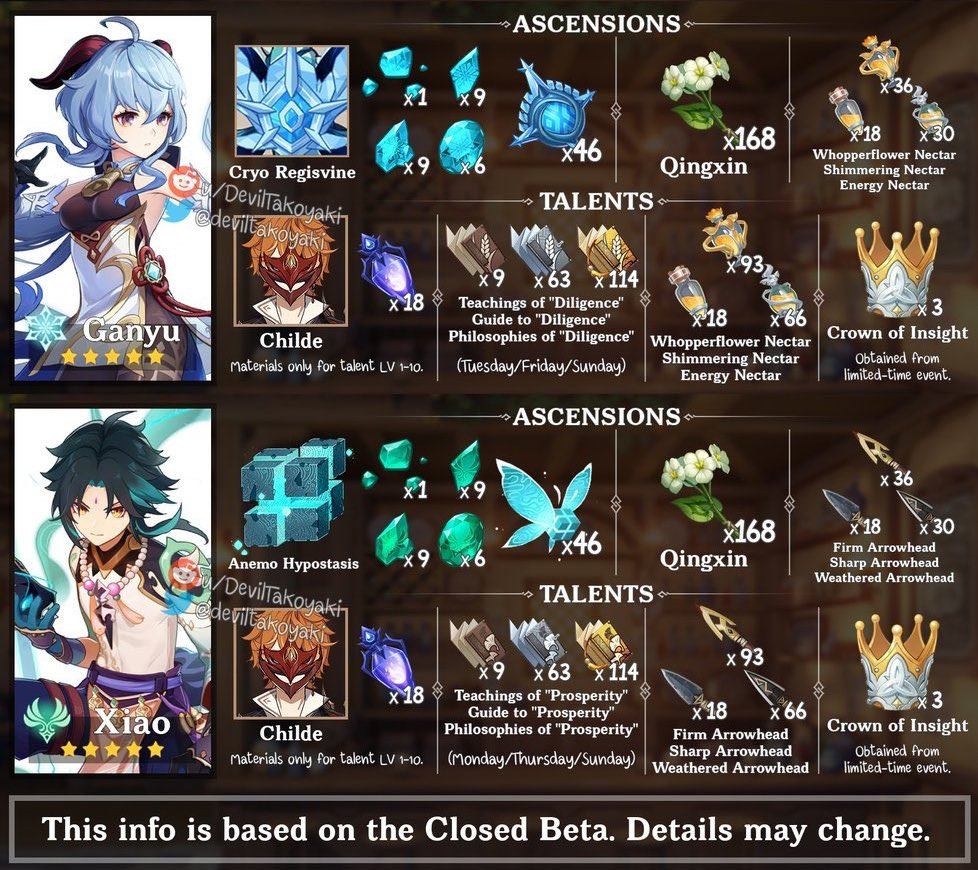 ASCENSIONS
x1
x9
x9
x6
Cryo Regisvine
x46
x168
Qingxin
x36
x18
x30
Whopperflower Nectar
Shimmering Nectar
Energy Nectar
u/DevilTakoyaki
@deviltakoyaki
Ganyu
TALENTS
Childe
x18
Materials only for talent LV 1-10.
x9
x63
x114
Teachings of "Diligence"
Guide to "Diligence"
Philosophies of "Diligence"
(Tuesday/Friday/Sunday)
x93
x18
x66
Whopperflower Nectar
Shimmering Nectar
Energy Nectar
x3
Crown of Insight
Obtained from
limited-time event.
ASCENSIONS
x1
x9
x9
x6
Anemo Hypostasis
x46
x168
Qingxin
x36
x18
x30
Firm Arrowhead
Sharp Arrowhead
Weathered Arrowhead
u/DevilTakoyaki
@deviltakoyaki
Xiao
TALENTS
Childe
x18
Materials only for talent LV 1-10.
x9
x63
x114
Teachings of "Prosperity"
Guide to "Prosperity"
Philosophies of "Prosperity"
(Monday/Thursday/Sunday)
x93
x18
x66
Firm Arrowhead
Sharp Arrowhead
Weathered Arrowhead
x3
Crown of Insight
Obtained from
limited-time event.
This info is based on the Closed Beta. Details may change.